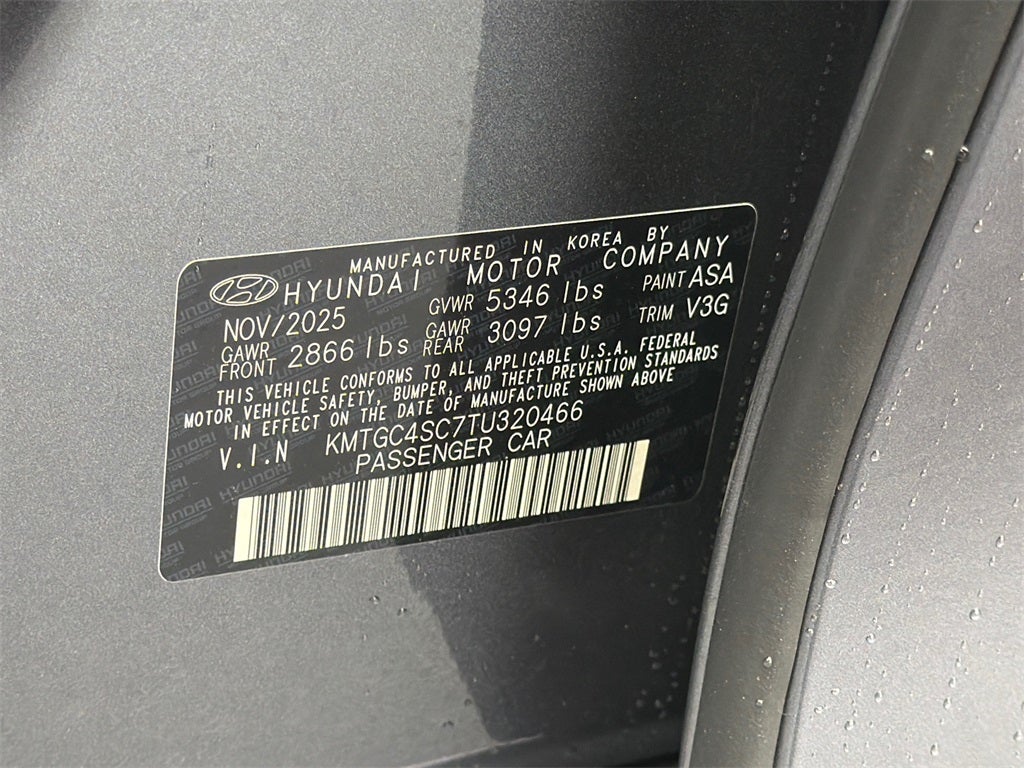 MANUFACTURED IN KOREA BY
HYUNDAI MOTOR COMPANY
NOV/2025 GVWR 5346 lbs PAINT ASA
GAWR FRONT 2866 lbs GAWR REAR 3097 lbs TRIM V3G
THIS VEHICLE CONFORMS TO ALL APPLICABLE U.S.A. FEDERAL
MOTOR VEHICLE SAFETY, BUMPER, AND THEFT PREVENTION STANDARDS
IN EFFECT ON THE DATE OF MANUFACTURE SHOWN ABOVE
V.I.N KMTGC4SC7TU320466
PASSENGER CAR